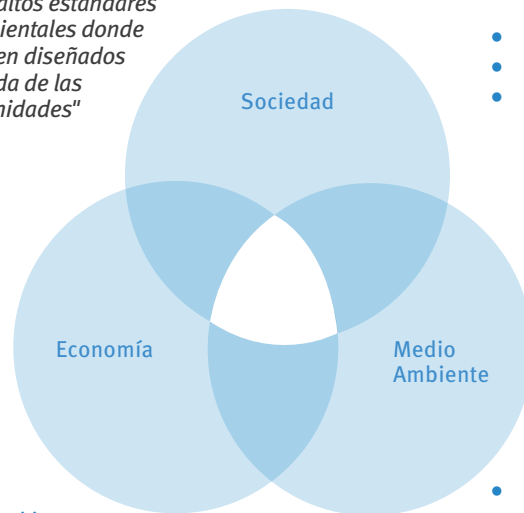 altos estándares
ientales donde
en diseñados
da de las
nidades"
Sociedad
Economía
Medio
Ambiente